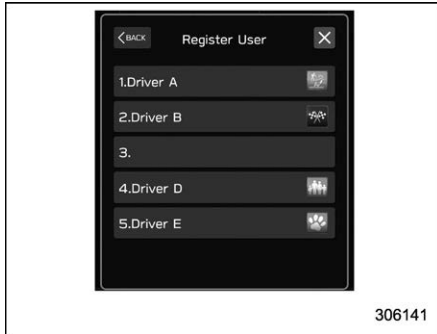 BACK
Register User
X
1.Driver A
2.Driver B
3.
4.Driver D
5.Driver E
306141